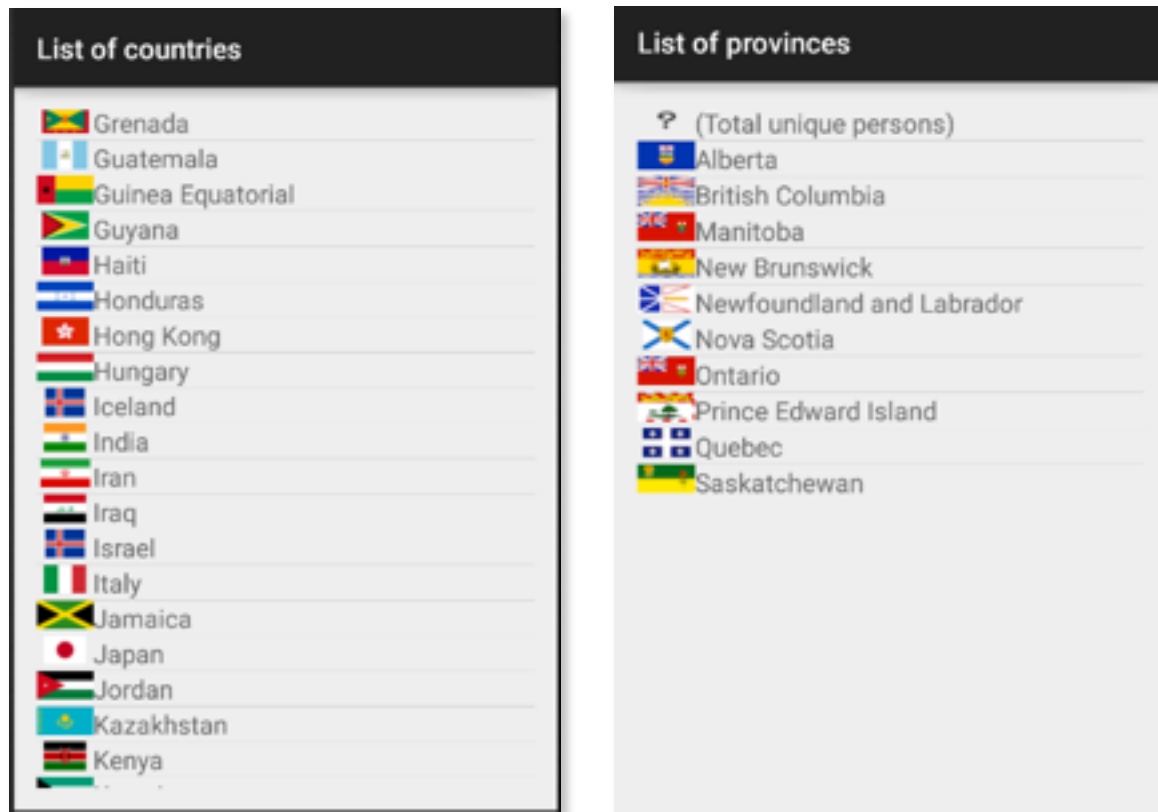 List of countries
Grenada
Guatemala
Guinea Equatorial
Guyana
Haiti
Honduras
Hong Kong
Hungary
Iceland
India
Iran
Iraq
Israel
Italy
Jamaica
Japan
Jordan
Kazakhstan
Kenya
List of provinces
? (Total unique persons)
Alberta
British Columbia
Manitoba
New Brunswick
Newfoundland and Labrador
Nova Scotia
Ontario
Prince Edward Island
Quebec
Saskatchewan